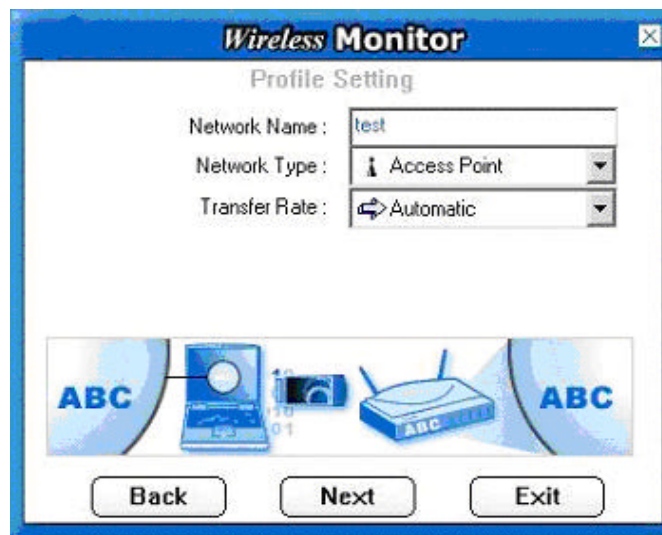 Wireless Monitor
Profile Setting
Network Name : test
Network Type : Access Point
Transfer Rate : Automatic
ABC
ABC
ABC
Back Next Exit